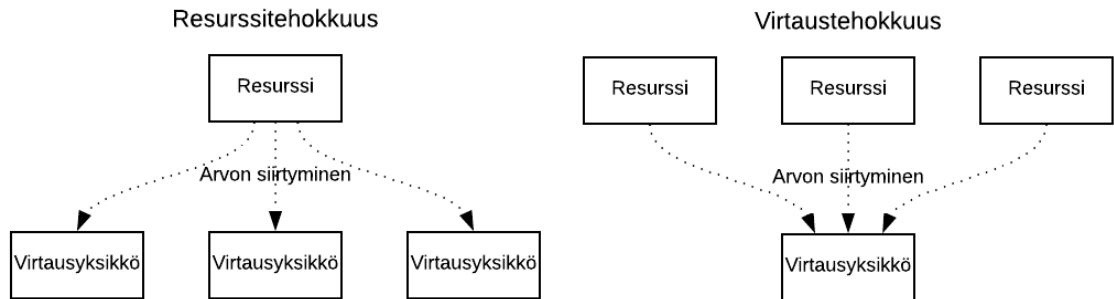 Resurssitehokkuus
Resurssi
Arvon siirtyminen
Virtausyksikkö
Virtausyksikkö
Virtausyksikkö
Virtaustehokkuus
Resurssi
Resurssi
Resurssi
Arvon siirtyminen
Virtausyksikkö